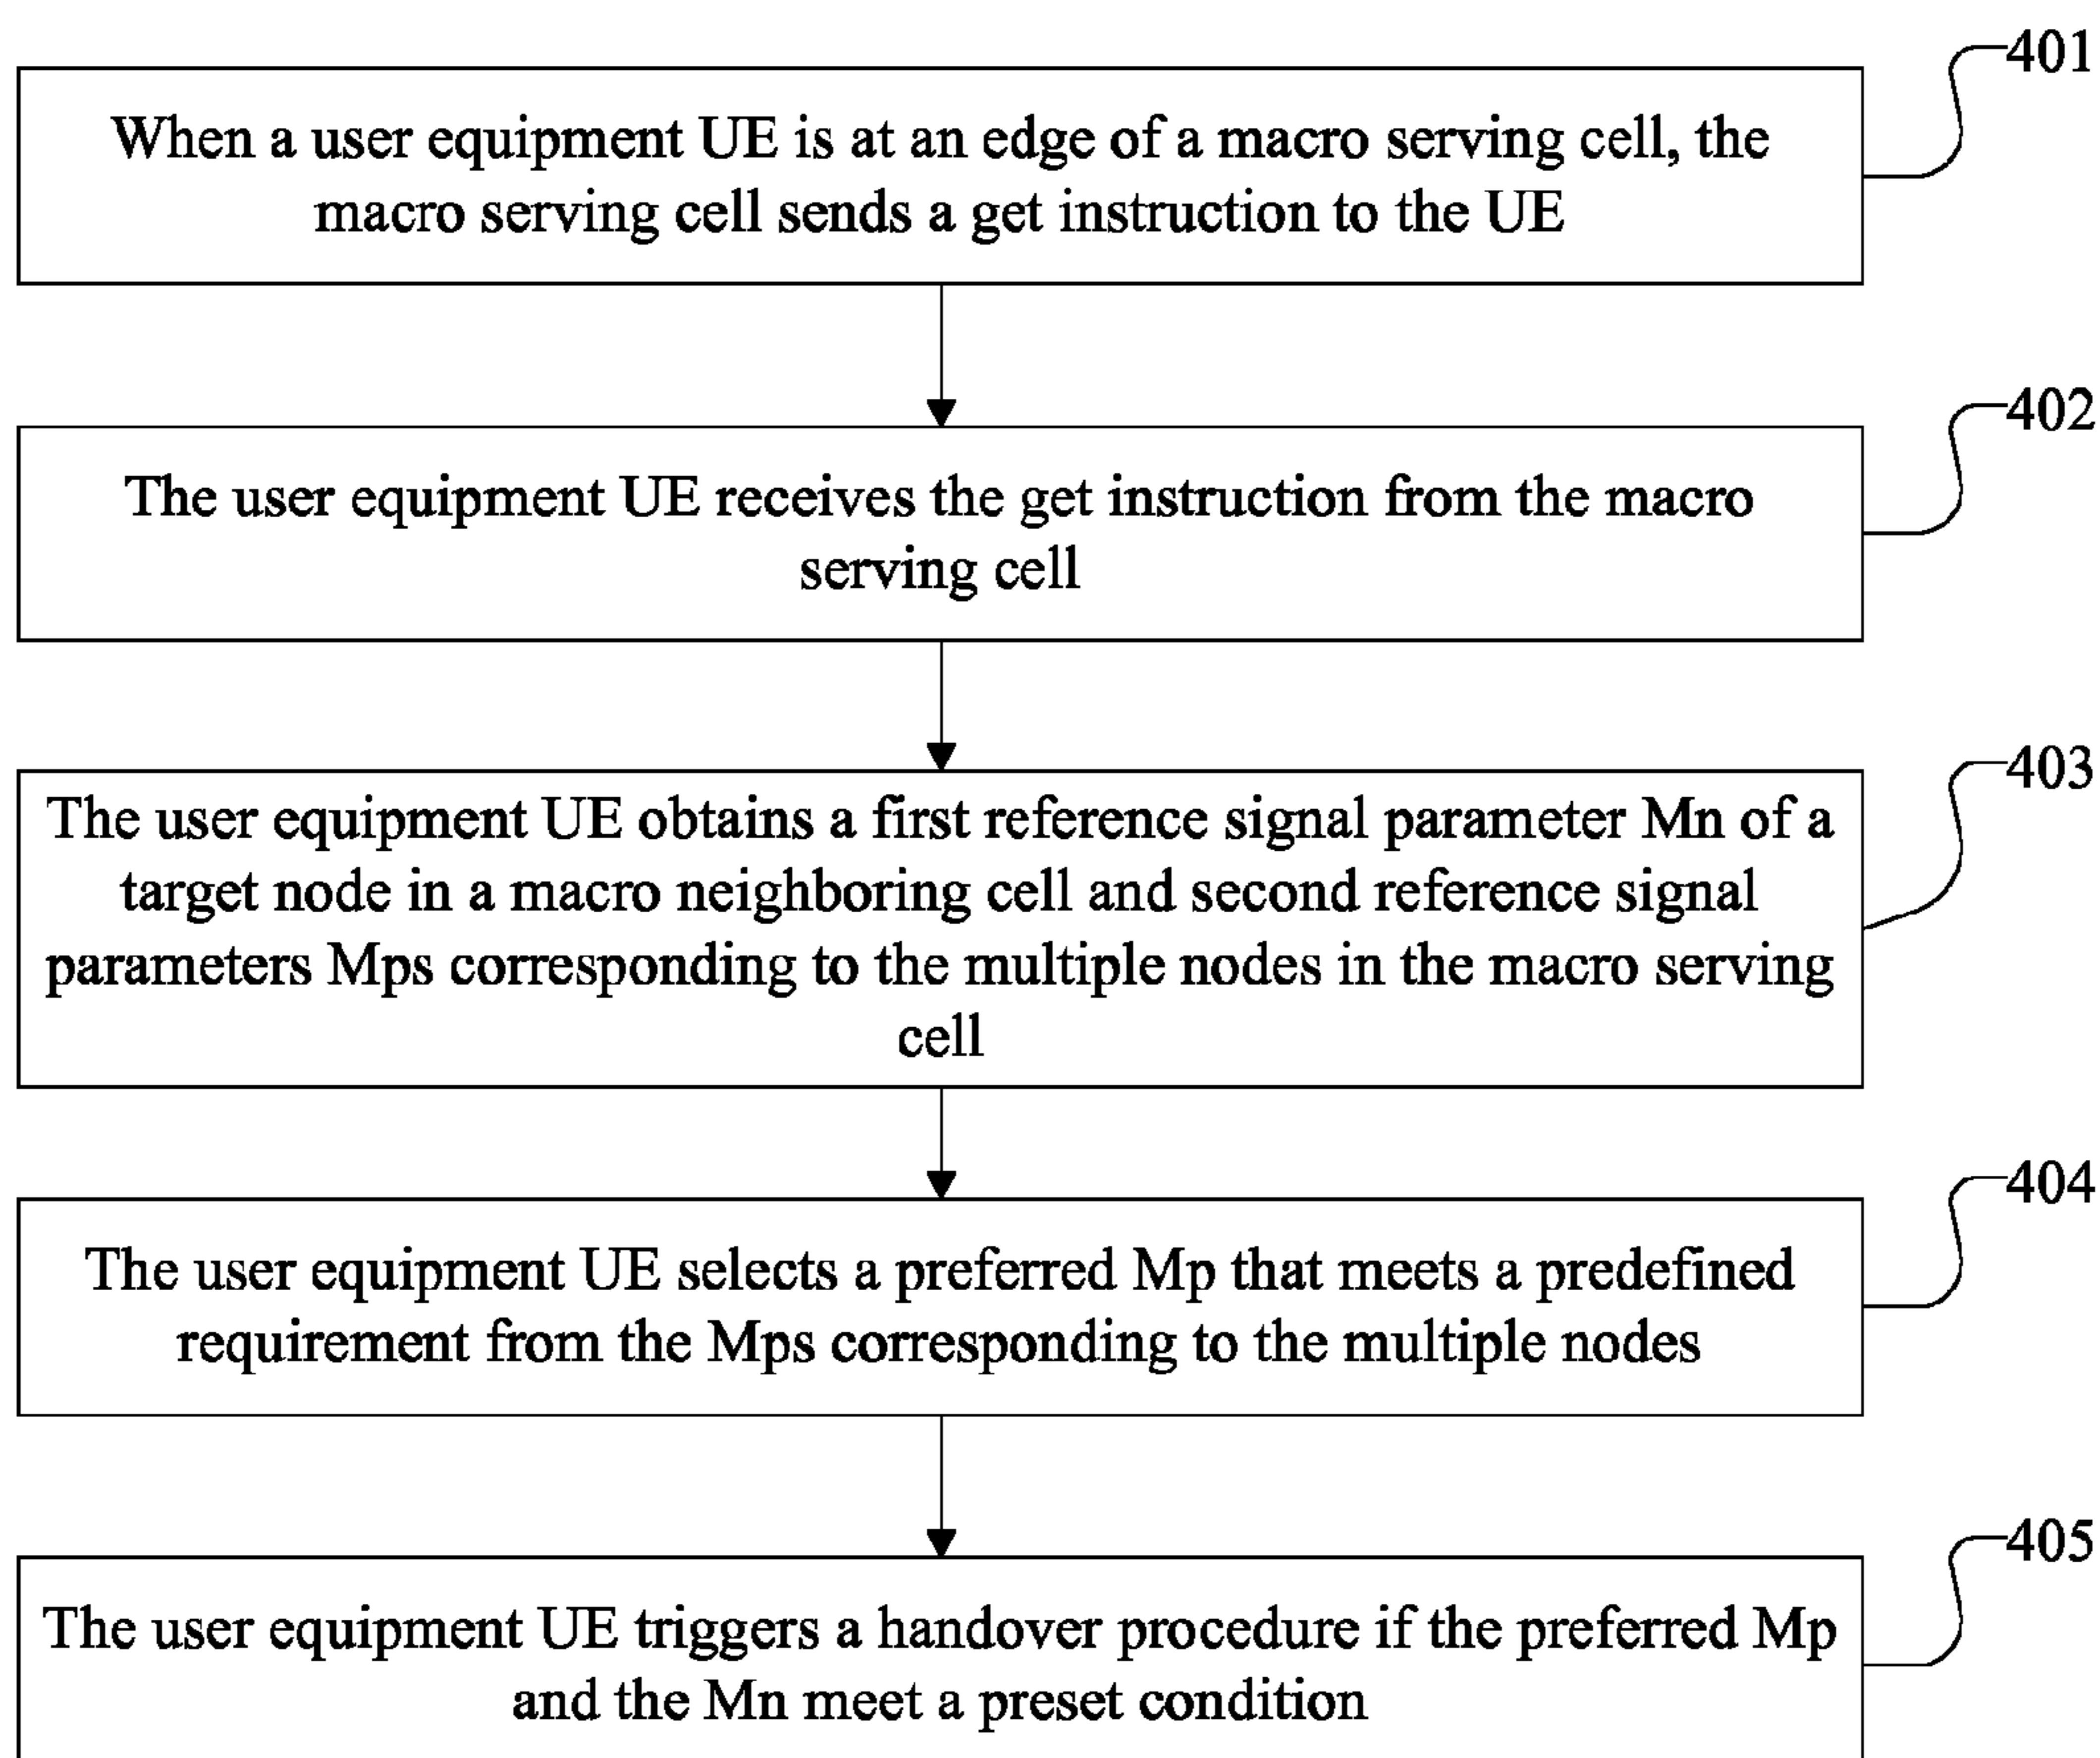 401
When a user equipment UE is at an edge of a macro serving cell, the
macro serving cell sends a get instruction to the UE
402
The user equipment UE receives the get instruction from the macro
serving cell
403
The user equipment UE obtains a first reference signal parameter Mn of a
target node in a macro neighboring cell and second reference signal
parameters Mps corresponding to the multiple nodes in the macro serving
cell
404
The user equipment UE selects a preferred Mp that meets a predefined
requirement from the Mps corresponding to the multiple nodes
405
The user equipment UE triggers a handover procedure if the preferred Mp
and the Mn meet a preset condition